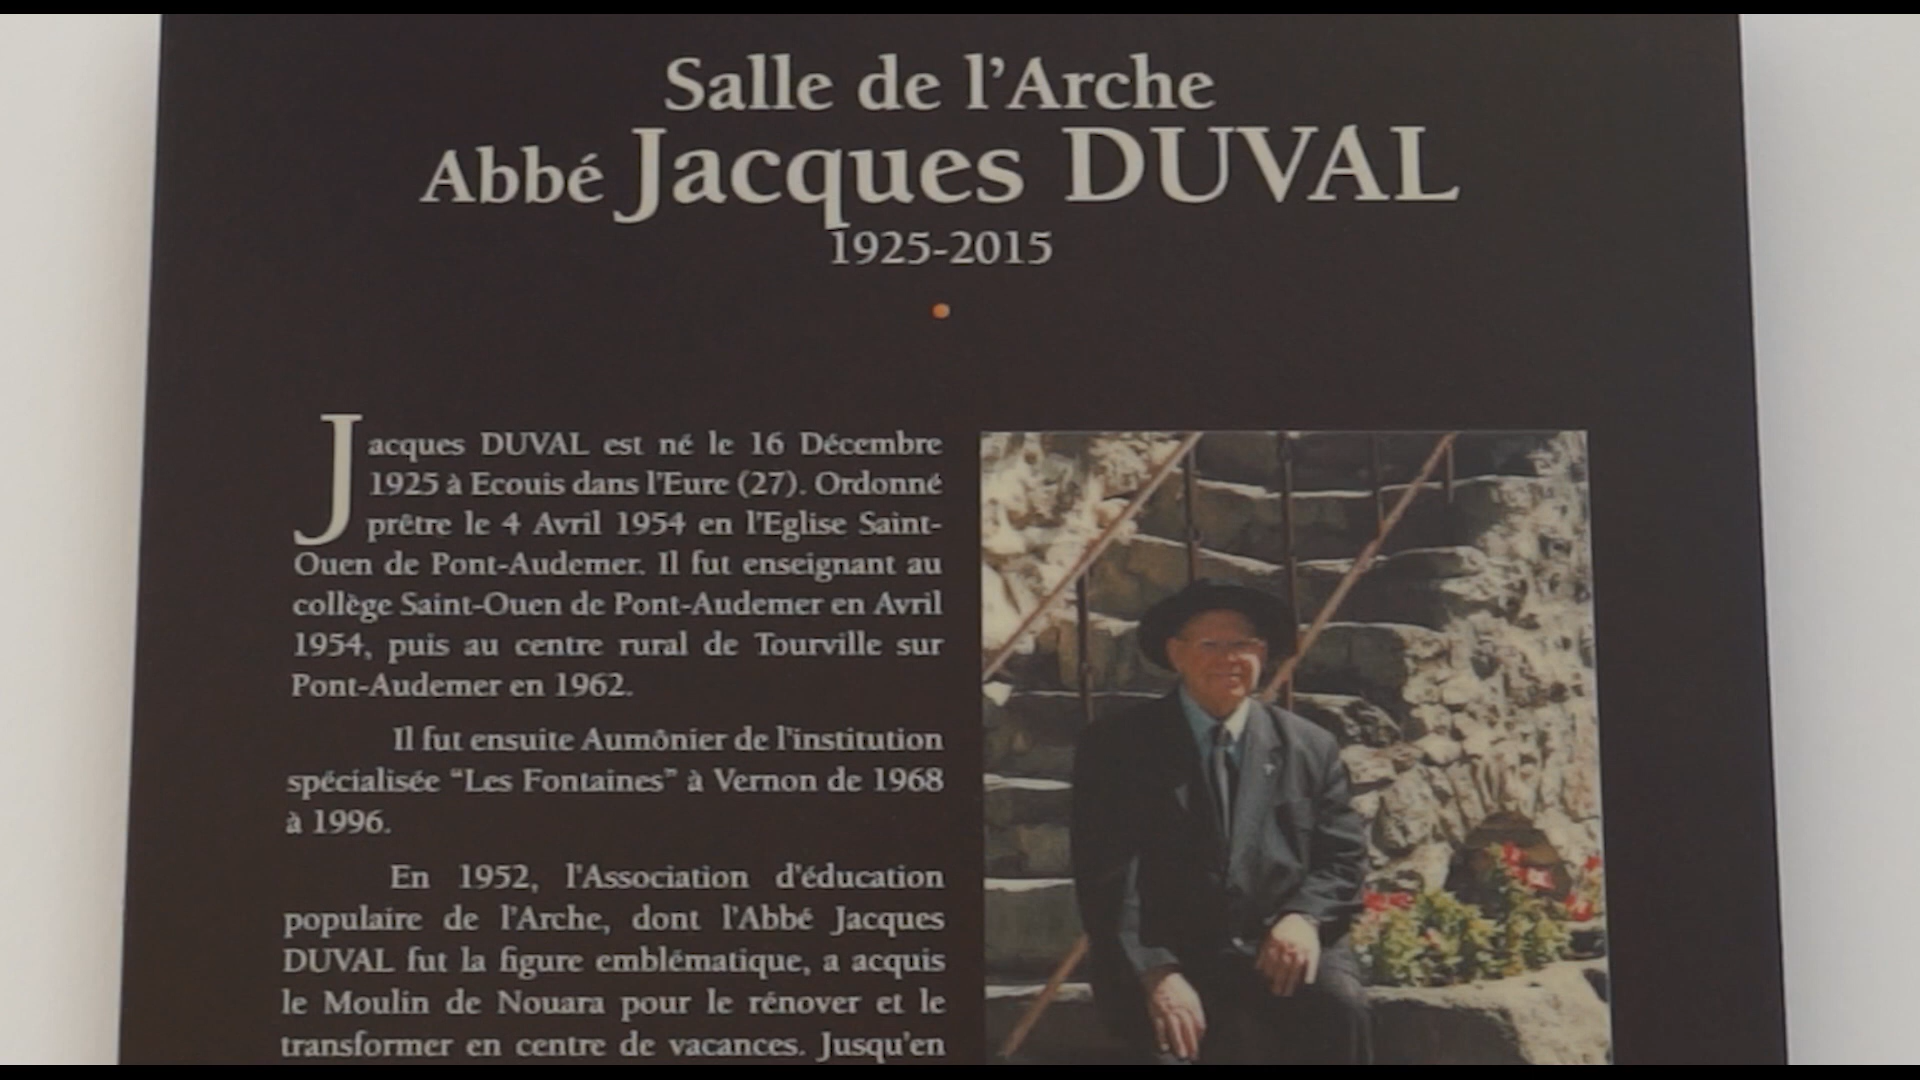 Salle de l'Arche
Abbé Jacques DUVAL
1925-2015
Jacques DUVAL est né le 16 Décembre
1925 à Ecouis dans l'Eure (27). Ordonné
prêtre le 4 Avril 1954 en l'Eglise Saint-
Ouen de Pont-Audemer. Il fut enseignant au
collège Saint-Ouen de Pont-Audemer en Avril
1954, puis au centre rural de Tourville sur
Pont-Audemer en 1962.
Il fut ensuite Aumônier de l'institution
spécialisée “Les Fontaines” à Vernon de 1968
à 1996.
En 1952, l'Association d'éducation
populaire de l'Arche, dont l'Abbé Jacques
DUVAL fut la figure emblématique, a acquis
le Moulin de Nouara pour le rénover et le
transformer en centre de vacances. Jusqu'en